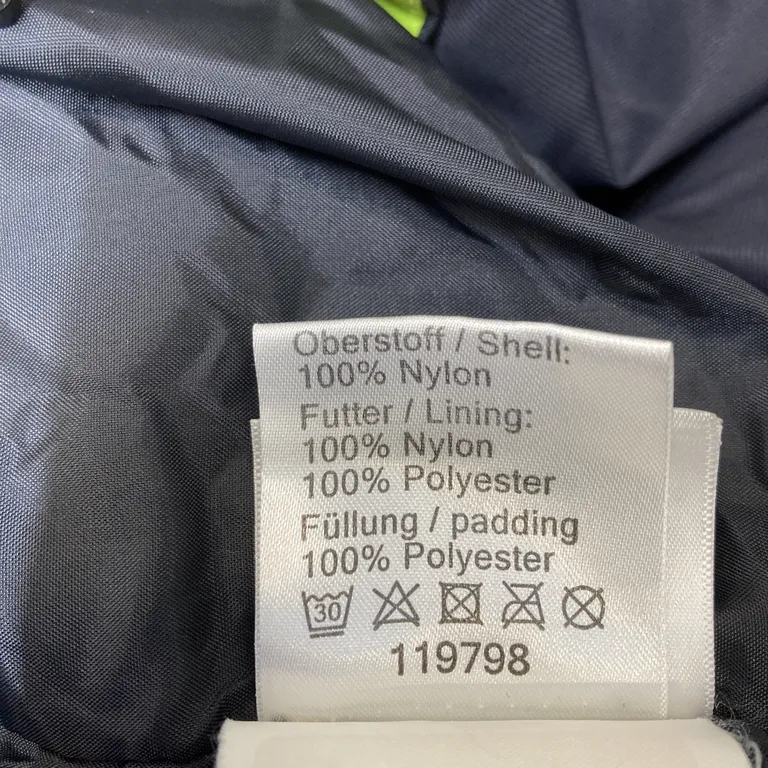 Oberstoff / Shell:
100% Nylon
Futter / Lining:
100% Nylon
100% Polyester
Füllung / padding
100% Polyester
30
119798